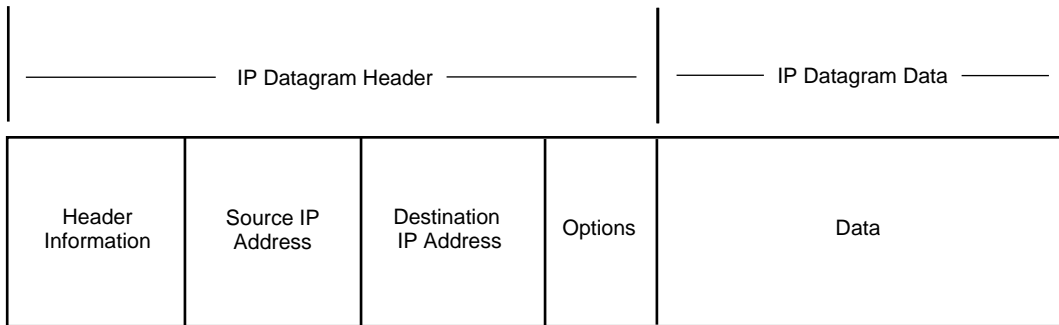 IP Datagram Header
IP Datagram Data
Header
Information
Source IP
Address
Destination
IP Address
Options
Data